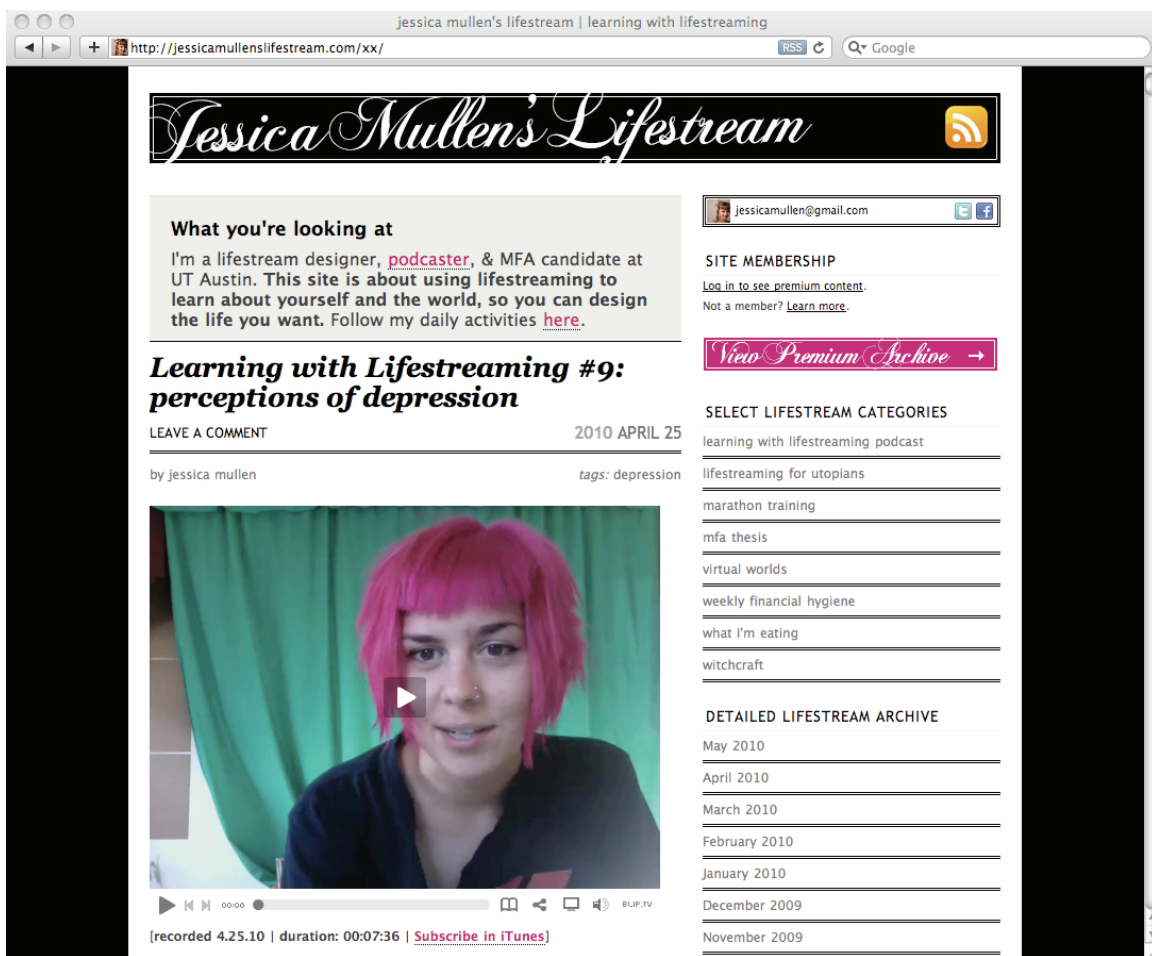 jessica mullen's lifestream | learning with lifestreaming
http://jessicamullenslifestream.com/xx/
RSS
Google
Jessica Mullen's Lifestream
What you're looking at
I'm a lifestream designer, podcaster, & MFA candidate at
UT Austin. This site is about using lifestreaming to
learn about yourself and the world, so you can design
the life you want. Follow my daily activities here.
Learning with Lifestreaming #9:
perceptions of depression
LEAVE A COMMENT
2010 APRIL 25
by jessica mullen
tags: depression
00:00
BLIP.TV
[recorded 4.25.10 | duration: 00:07:36 | Subscribe in iTunes]
jessicamullen@gmail.com
SITE MEMBERSHIP
Log in to see premium content.
Not a member? Learn more.
View Premium Archive →
SELECT LIFESTREAM CATEGORIES
learning with lifestreaming podcast
lifestreaming for utopians
marathon training
mfa thesis
virtual worlds
weekly financial hygiene
what I'm eating
witchcraft
DETAILED LIFESTREAM ARCHIVE
May 2010
April 2010
March 2010
February 2010
January 2010
December 2009
November 2009